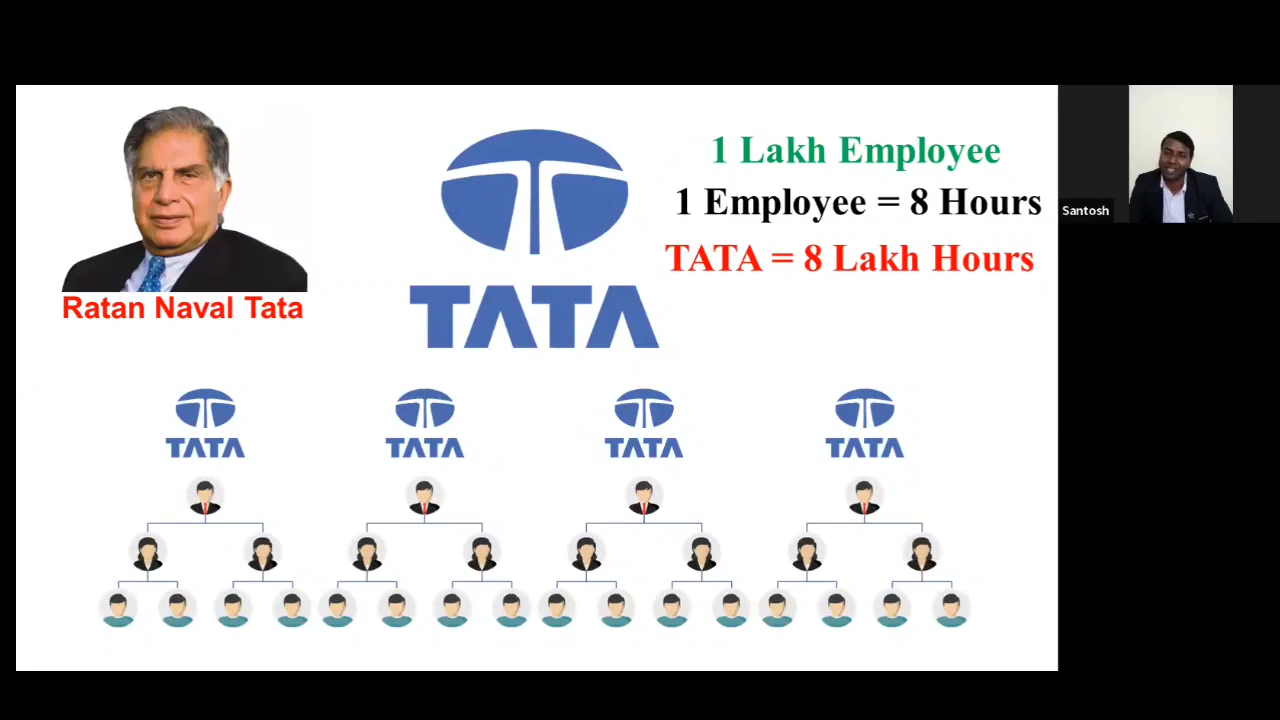 1 Lakh Employee
1 Employee = 8 Hours
TATA = 8 Lakh Hours
Santosh
Ratan Naval Tata
TATA
TATA TATA TATA TATA